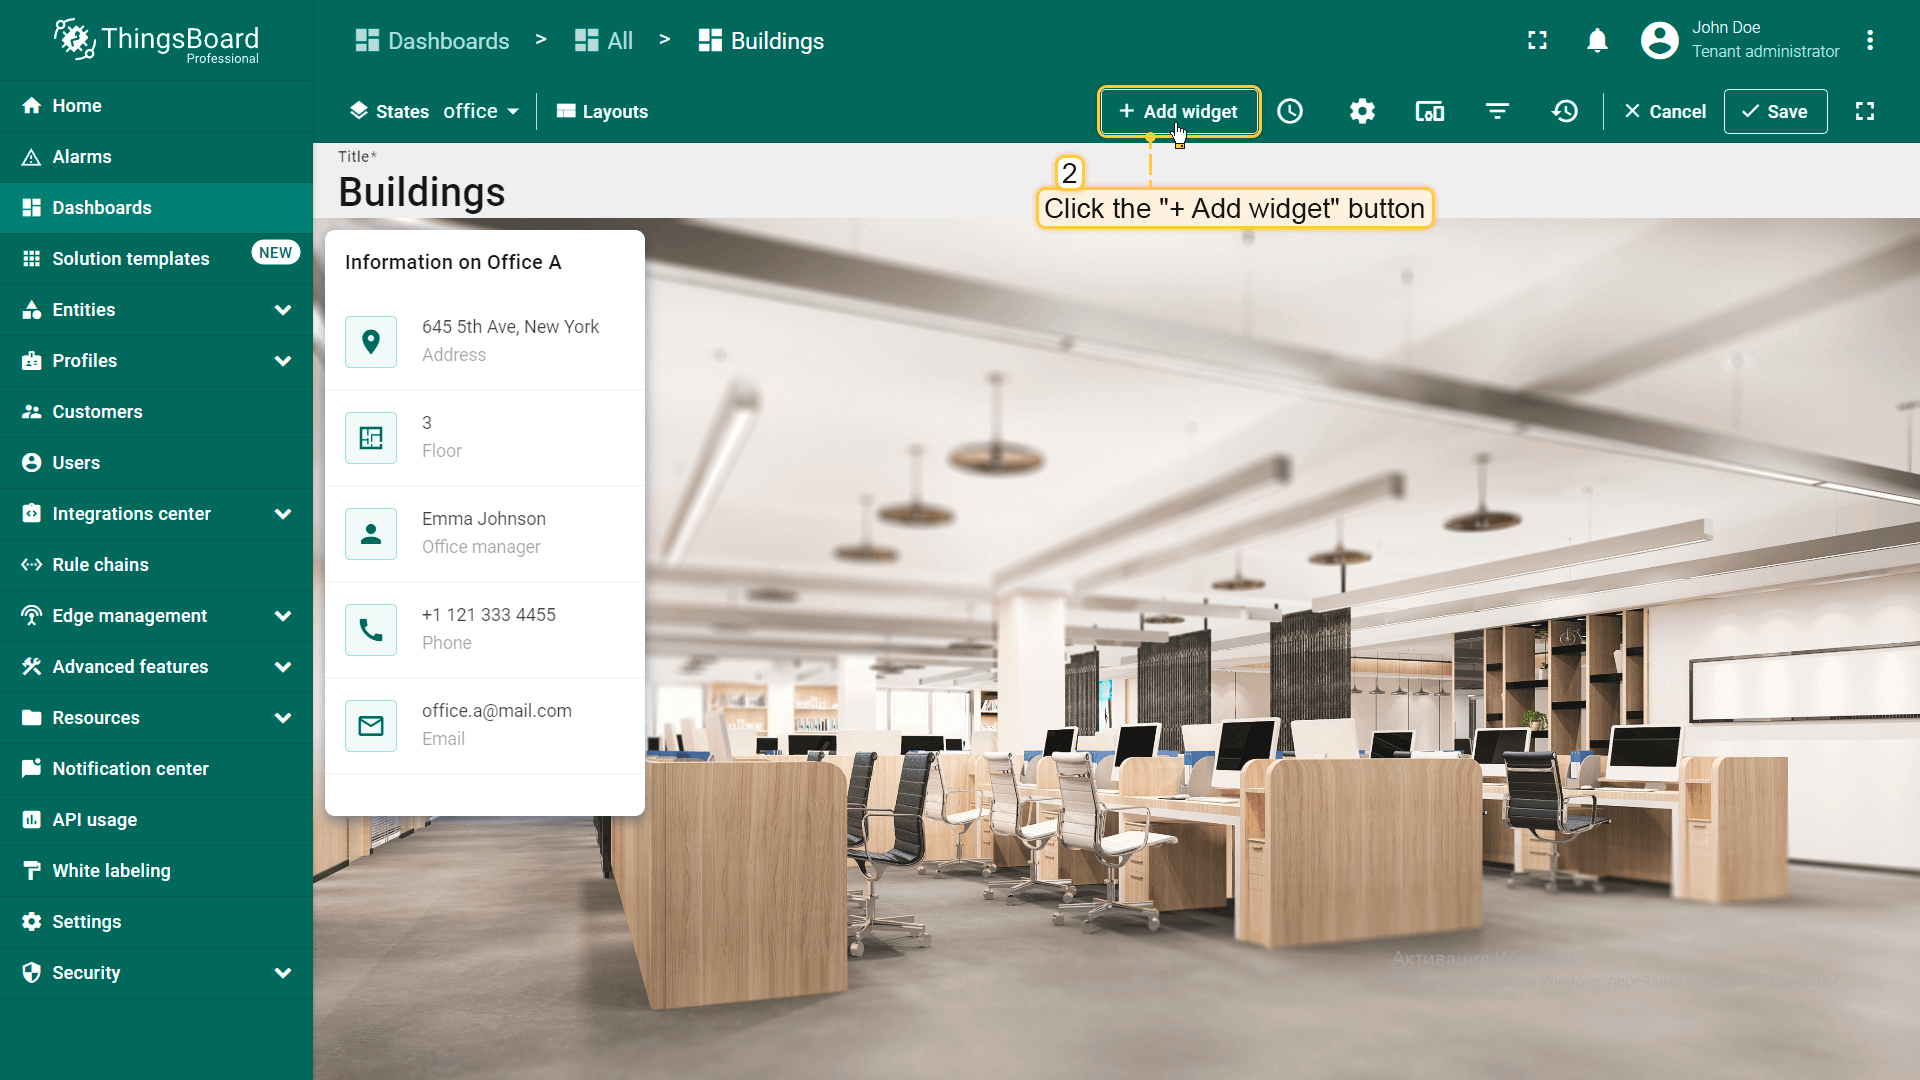 ThingsBoard
Professional
Dashboards > All > Buildings
John Doe
Tenant administrator
Home
Alarms
Dashboards
Solution templates NEW
Entities
Profiles
Customers
Users
Integrations center
Rule chains
Edge management
Advanced features
Resources
Notification center
API usage
White labeling
Settings
Security
States office Layouts
+ Add widget Cancel Save
Title*
Buildings
2
Click the "+ Add widget" button
Information on Office A
645 5th Ave, New York
Address
3
Floor
Emma Johnson
Office manager
+1 121 333 4455
Phone
office.a@mail.com
Email
Активация Windows
Windows, перейдите